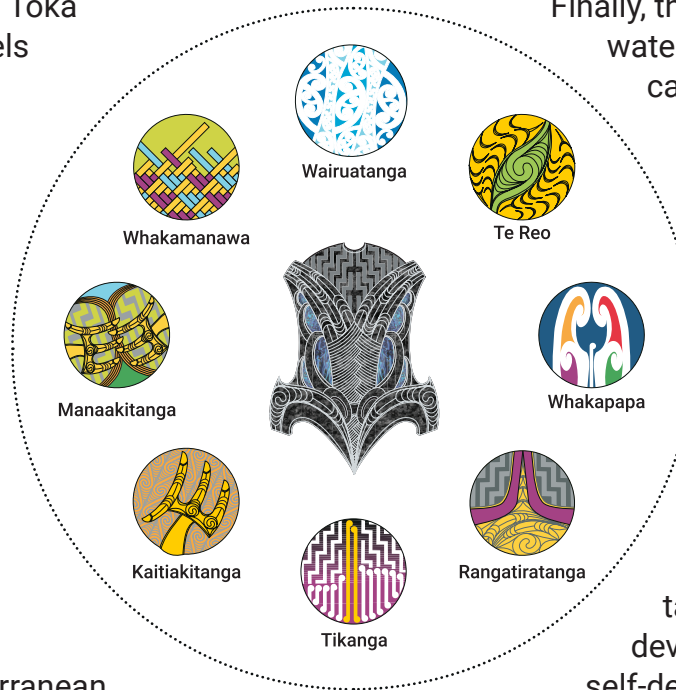 Toka
Finally, th
els
wate
ca
Wairuatanga
Whakamanawa
Te Reo
Manaakitanga
Whakapapa
Kaitiakitanga
Rangatiratanga
Tikanga
ta
dev
rranean
self-de